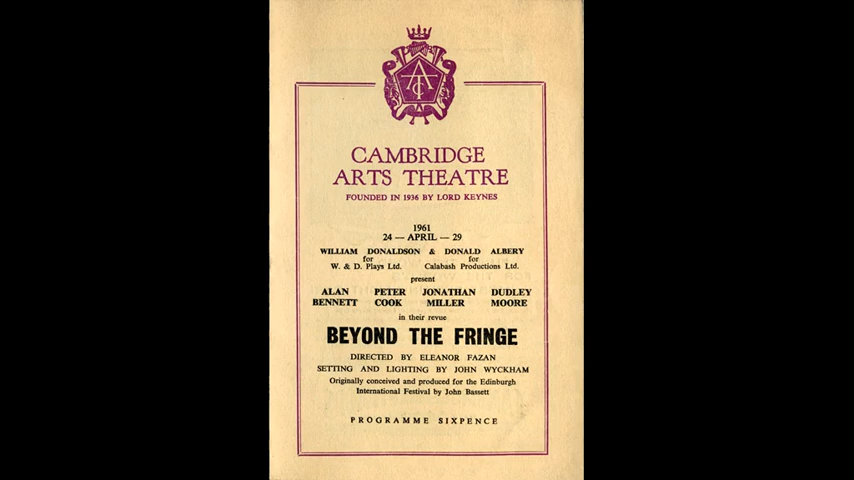 ATC
CAMBRIDGE
ARTS THEATRE
FOUNDED IN 1936 BY LORD KEYNES
1961
24 — APRIL — 29
WILLIAM DONALDSON & DONALD ALBERY
for for
W. & D. Plays Ltd. Calabash Productions Ltd.
present
ALAN PETER JONATHAN DUDLEY
BENNETT COOK MILLER MOORE
in their revue
BEYOND THE FRINGE
DIRECTED BY ELEANOR FAZAN
SETTING AND LIGHTING BY JOHN WYCKHAM
Originally conceived and produced for the Edinburgh
International Festival by John Bassett
PROGRAMME SIXPENCE